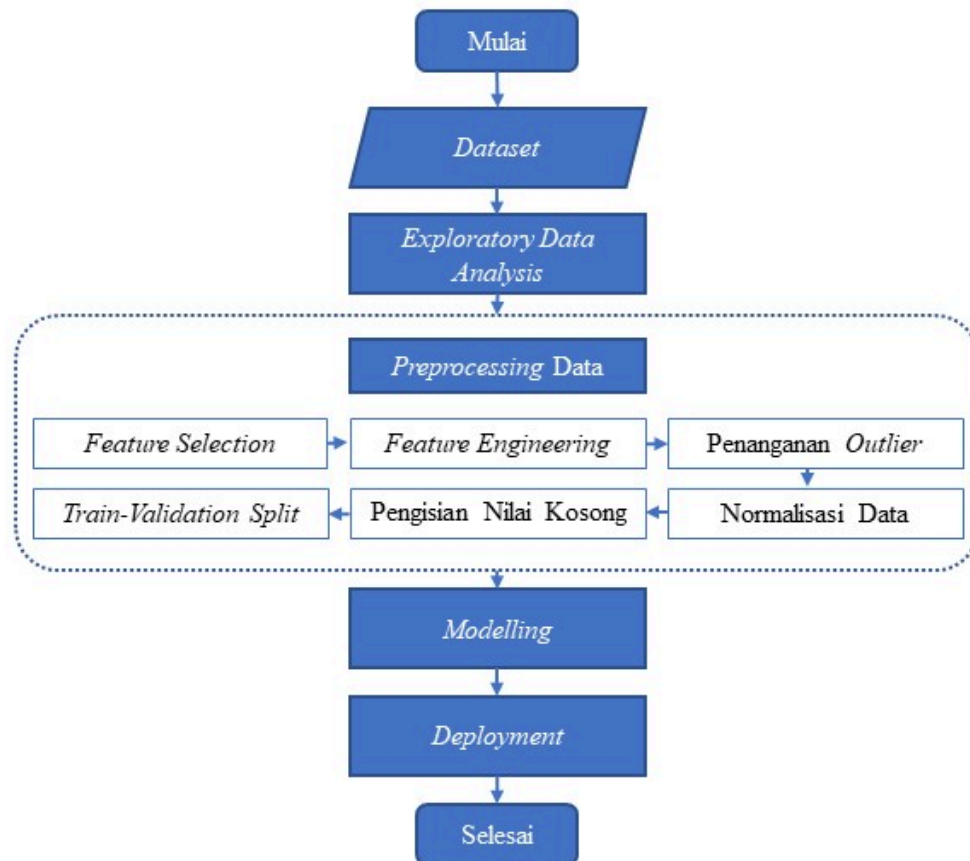 Mulai
Dataset
Exploratory Data
Analysis
Preprocessing Data
Feature Selection
Feature Engineering
Penanganan Outlier
Train-Validation Split
Pengisian Nilai Kosong
Normalisasi Data
Modelling
Deployment
Selesai